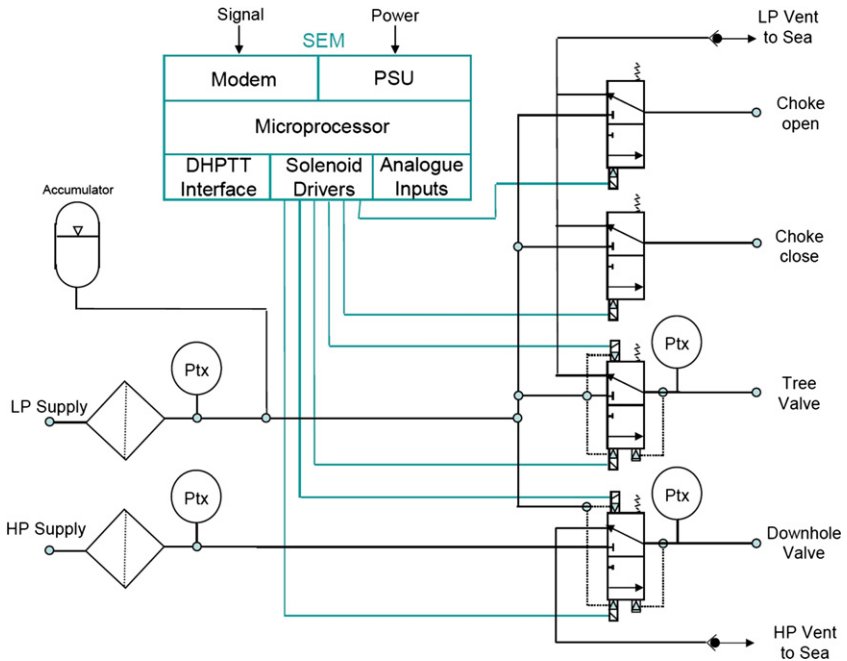 Signal
Power
LP Vent
to Sea
SEM
Modem
PSU
Microprocessor
DHPTT
Interface
Solenoid
Drivers
Analogue
Inputs
Choke
open
Accumulator
Choke
close
Ptx
Ptx
LP Supply
Tree
Valve
Ptx
Ptx
HP Supply
Downhole
Valve
HP Vent
to Sea